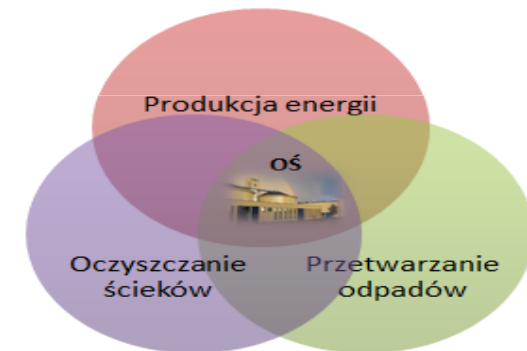 Produkcja energii
oś
Oczyszczanie
ścieków
Przetwarzanie
odpadów